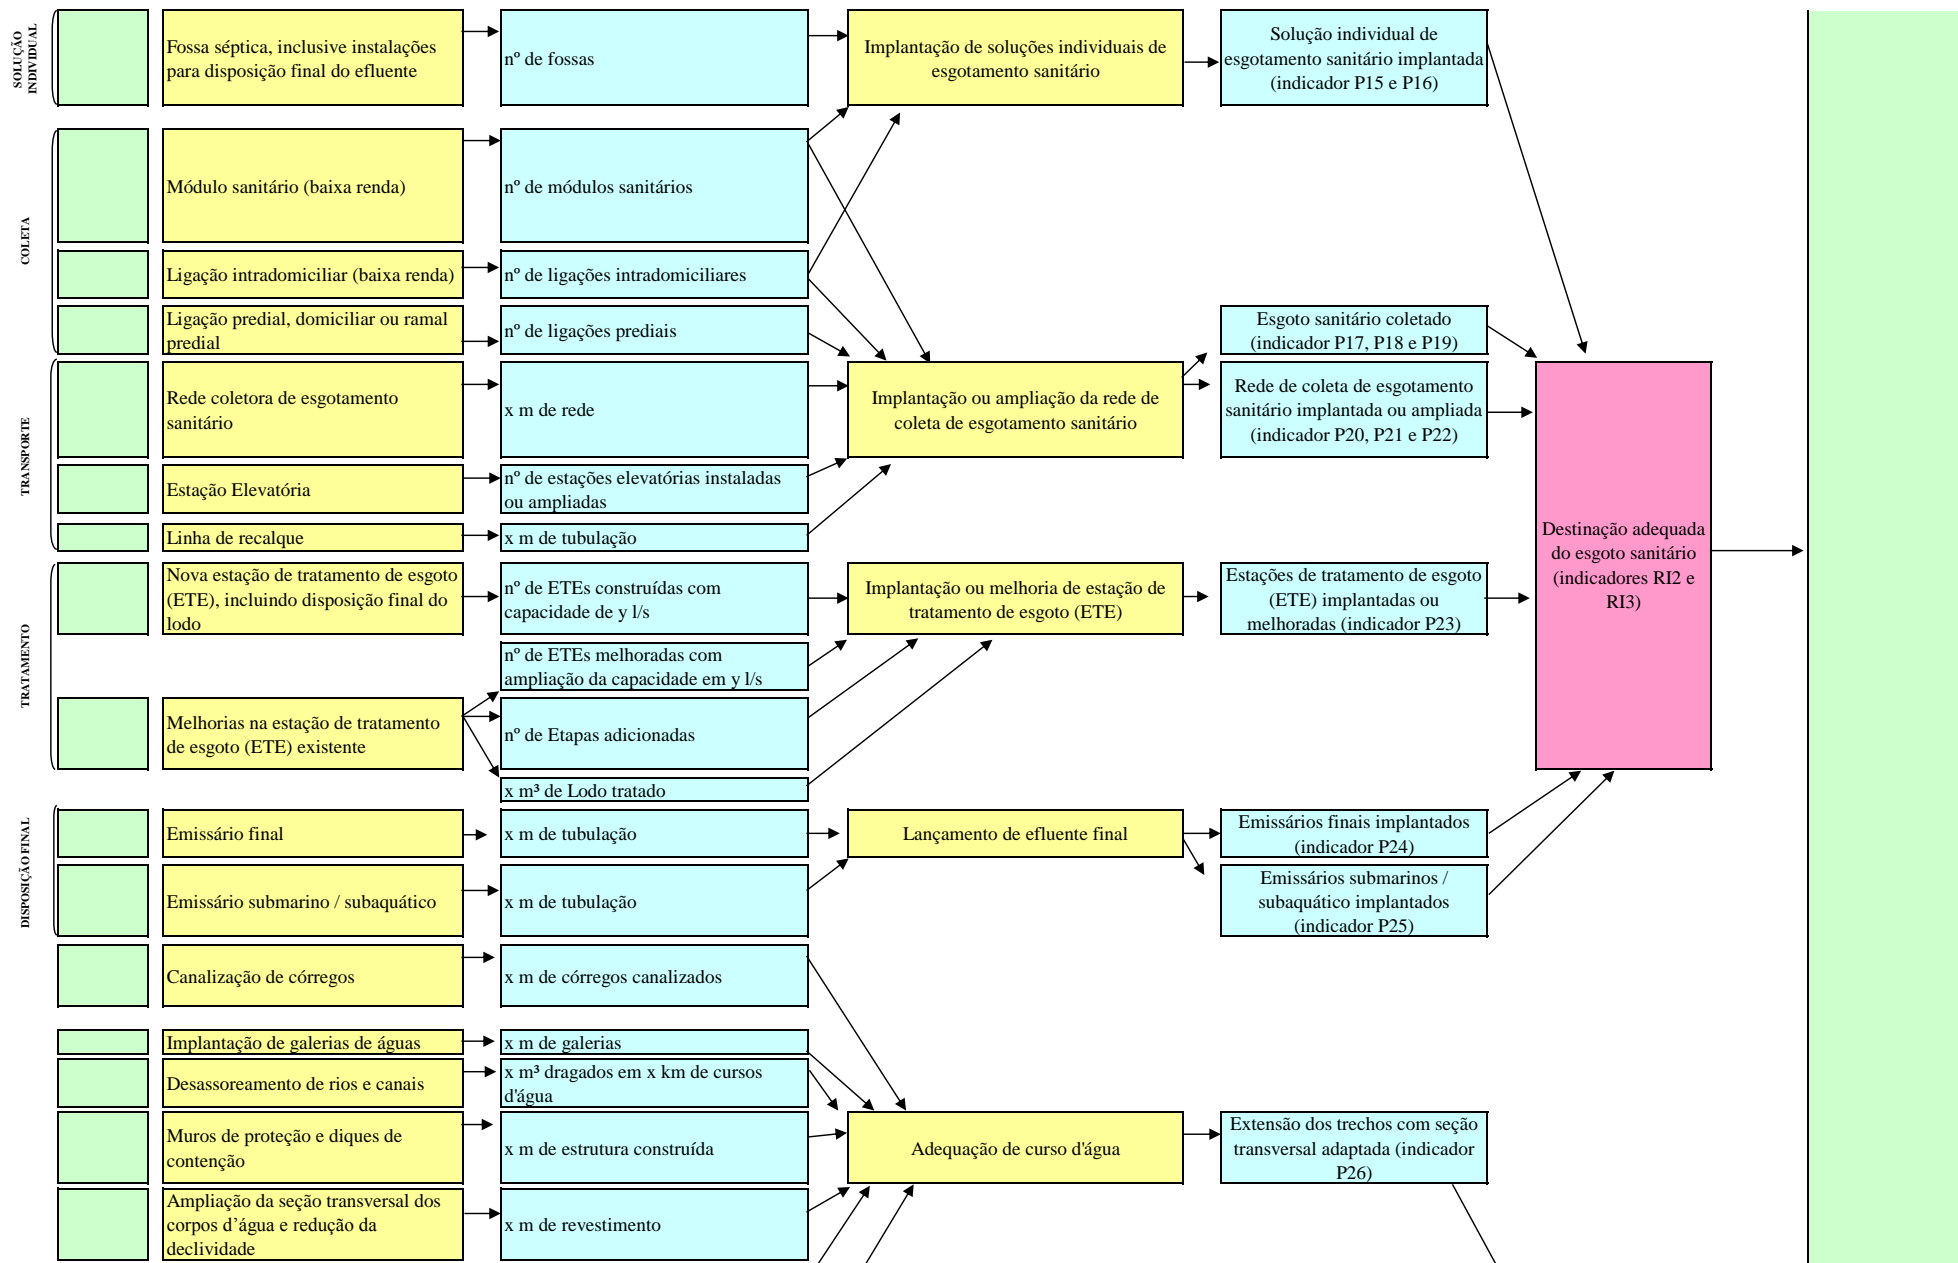 SOLUÇÃO
INDIVIDUAL
Fossa séptica, inclusive instalações
para disposição final do efluente
nº de fossas
Implantação de soluções individuais de
esgotamento sanitário
Solução individual de
esgotamento sanitário implantada
(indicador P15 e P16)
COLETA
Módulo sanitário (baixa renda)
nº de módulos sanitários
Ligação intradomiciliar (baixa renda)
nº de ligações intradomiciliares
Ligação predial, domiciliar ou ramal
predial
nº de ligações prediais
Esgoto sanitário coletado
(indicador P17, P18 e P19)
TRANSPORTE
Rede coletora de esgotamento
sanitário
x m de rede
Implantação ou ampliação da rede de
coleta de esgotamento sanitário
Rede de coleta de esgotamento
sanitário implantada ou ampliada
(indicador P20, P21 e P22)
Estação Elevatória
nº de estações elevatórias instaladas
ou ampliadas
Linha de recalque
x m de tubulação
Destinação adequada
do esgoto sanitário
(indicadores RI2 e
RI3)
TRATAMENTO
Nova estação de tratamento de esgoto
(ETE), incluindo disposição final do
lodo
nº de ETEs construídas com
capacidade de y l/s
Implantação ou melhoria de estação de
tratamento de esgoto (ETE)
Estações de tratamento de esgoto
(ETE) implantadas ou
melhoradas (indicador P23)
nº de ETEs melhoradas com
ampliação da capacidade em y l/s
Melhorias na estação de tratamento
de esgoto (ETE) existente
nº de Etapas adicionadas
x m³ de Lodo tratado
DISPOSIÇÃO FINAL
Emissário final
x m de tubulação
Lançamento de efluente final
Emissários finais implantados
(indicador P24)
Emissário submarino / subaquático
x m de tubulação
Emissários submarinos /
subaquático implantados
(indicador P25)
Canalização de córregos
x m de córregos canalizados
Implantação de galerias de águas
x m de galerias
Desassoreamento de rios e canais
x m³ dragados em x km de cursos
d'água
Muros de proteção e diques de
contenção
x m de estrutura construída
Adequação de curso d'água
Extensão dos trechos com seção
transversal adaptada (indicador
P26)
Ampliação da seção transversal dos
corpos d’água e redução da
declividade
x m de revestimento